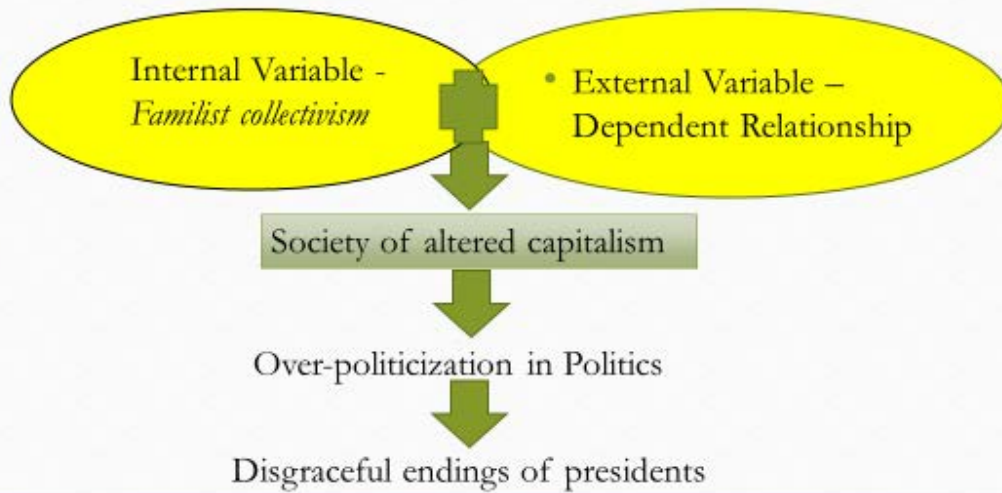 Internal Variable -
Familist collectivism
• External Variable –
Dependent Relationship
Society of altered capitalism
Over-politicization in Politics
Disgraceful endings of presidents